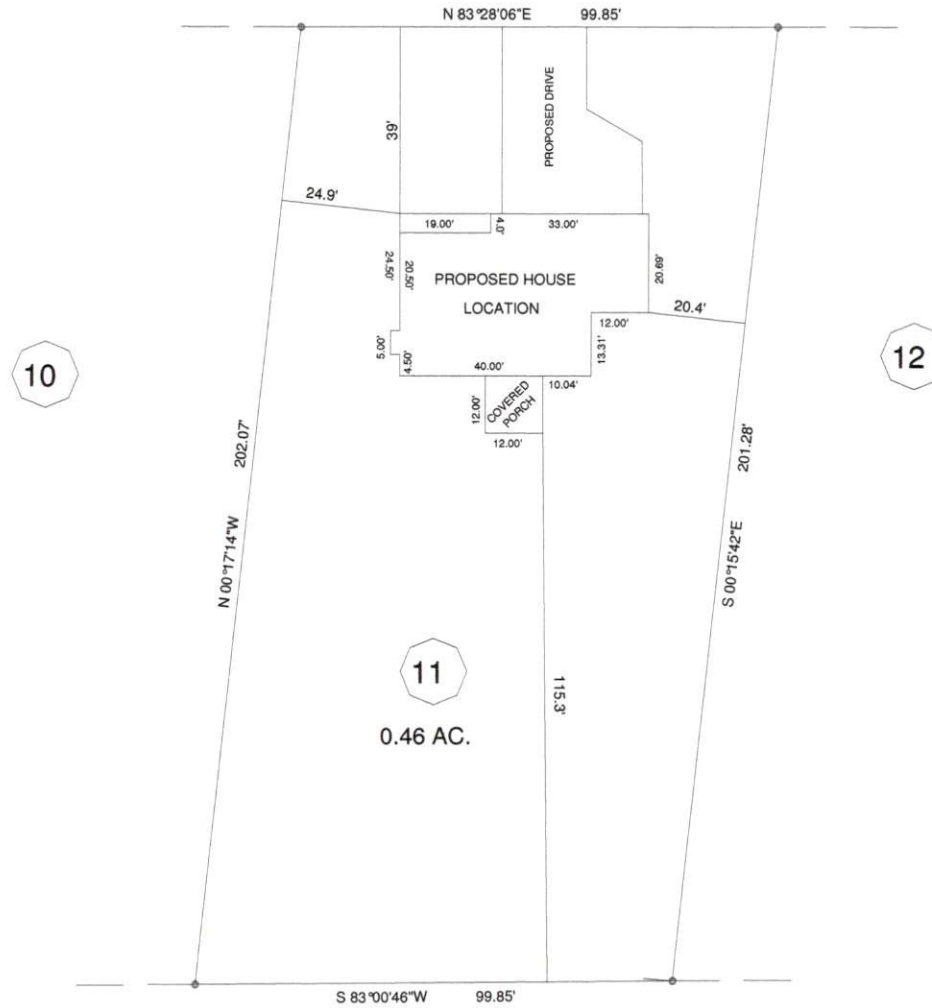 N 83°28'06"E 99.85'
PROPOSED DRIVE
39'
24.9'
19.00'
4.0'
33.00'
24.50'
20.50'
PROPOSED HOUSE
LOCATION
20.69'
20.4'
12.00'
5.00'
4.50'
13.31'
40.00'
10.04'
12.00'
COVERED
PORCH
12.00'
10
12
202.07'
N 00°17'14"W
201.28'
S 00°15'42"E
11
0.46 AC.
115.3'
S 83°00'46"W 99.85'